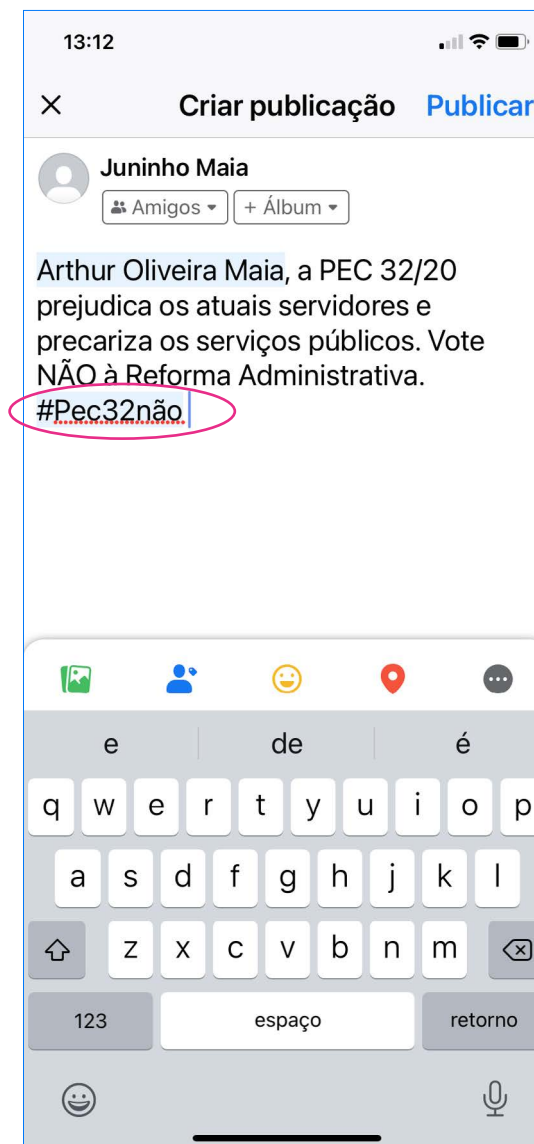 13:12
Criar publicação Publicar
Juninho Maia
Amigos + Álbum
Arthur Oliveira Maia, a PEC 32/20
prejudica os atuais servidores e
precariza os serviços públicos. Vote
NÃO à Reforma Administrativa.
#Pec32não
e de é
q w e r t y u i o p
a s d f g h j k l
z x c v b n m
123 espaço retorno